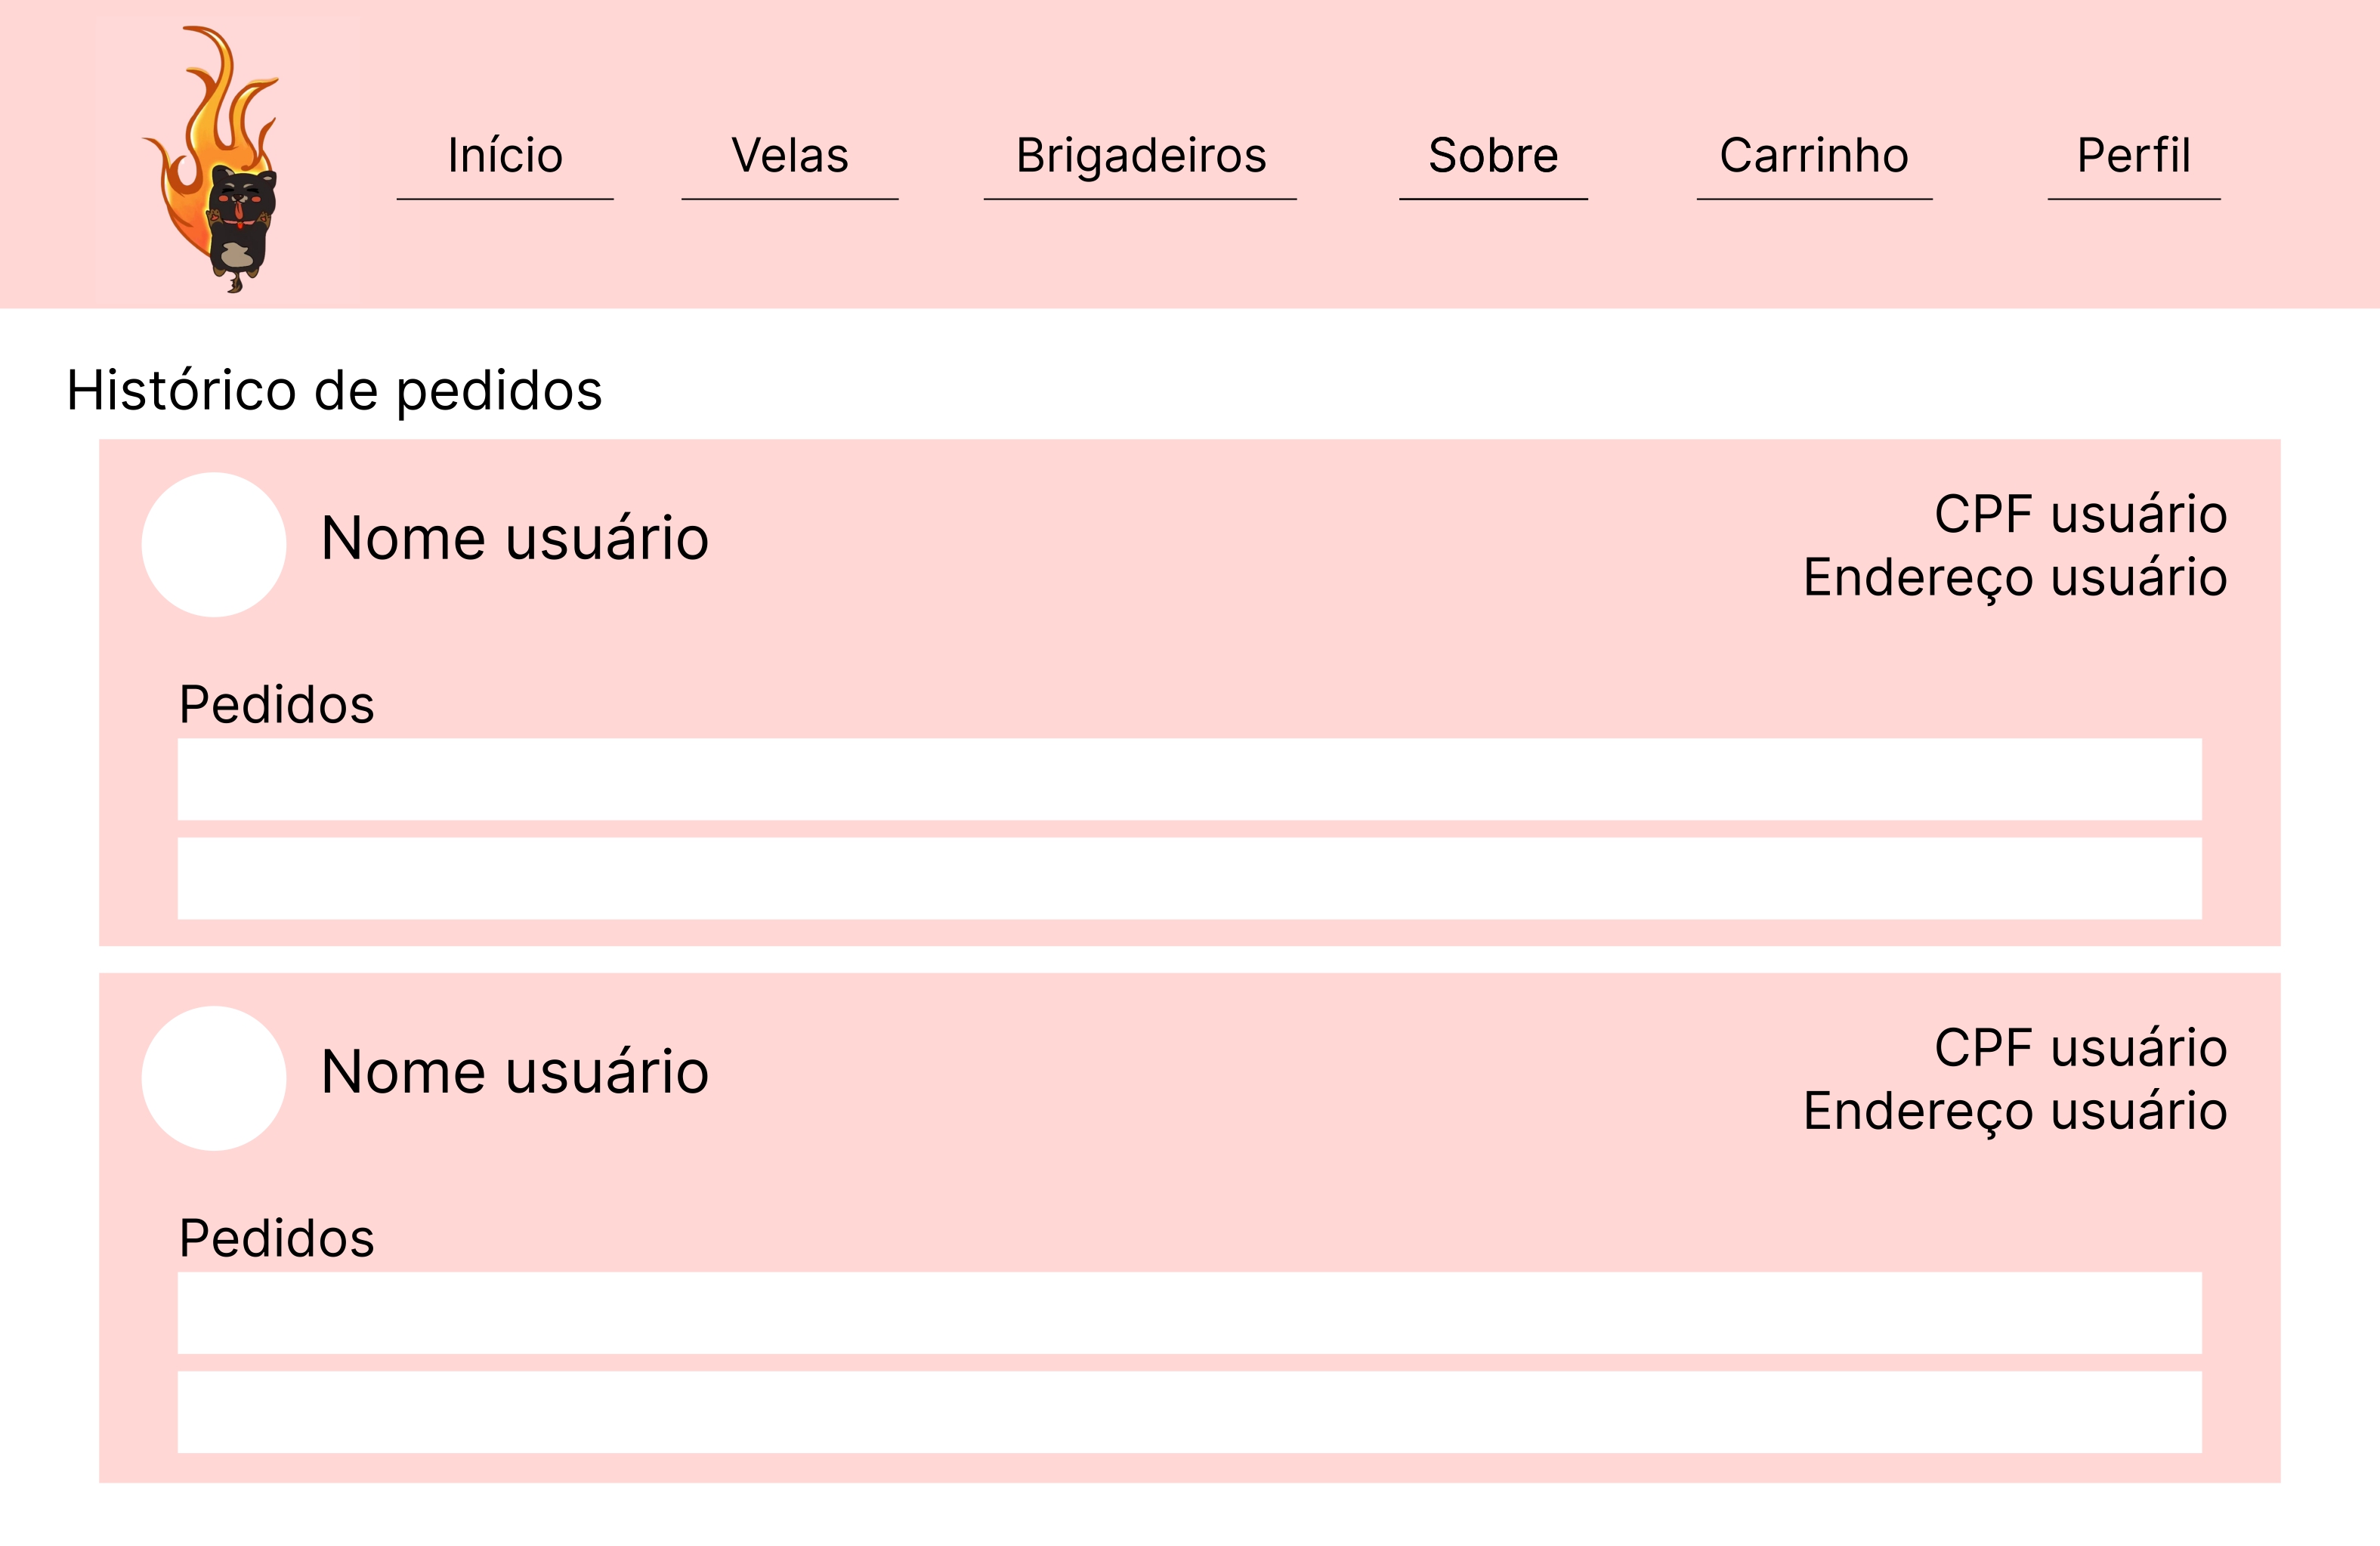 Início
Velas
Brigadeiros
Sobre
Carrinho
Perfil
Histórico de pedidos
Nome usuário
CPF usuário
Endereço usuário
Pedidos
Nome usuário
CPF usuário
Endereço usuário
Pedidos